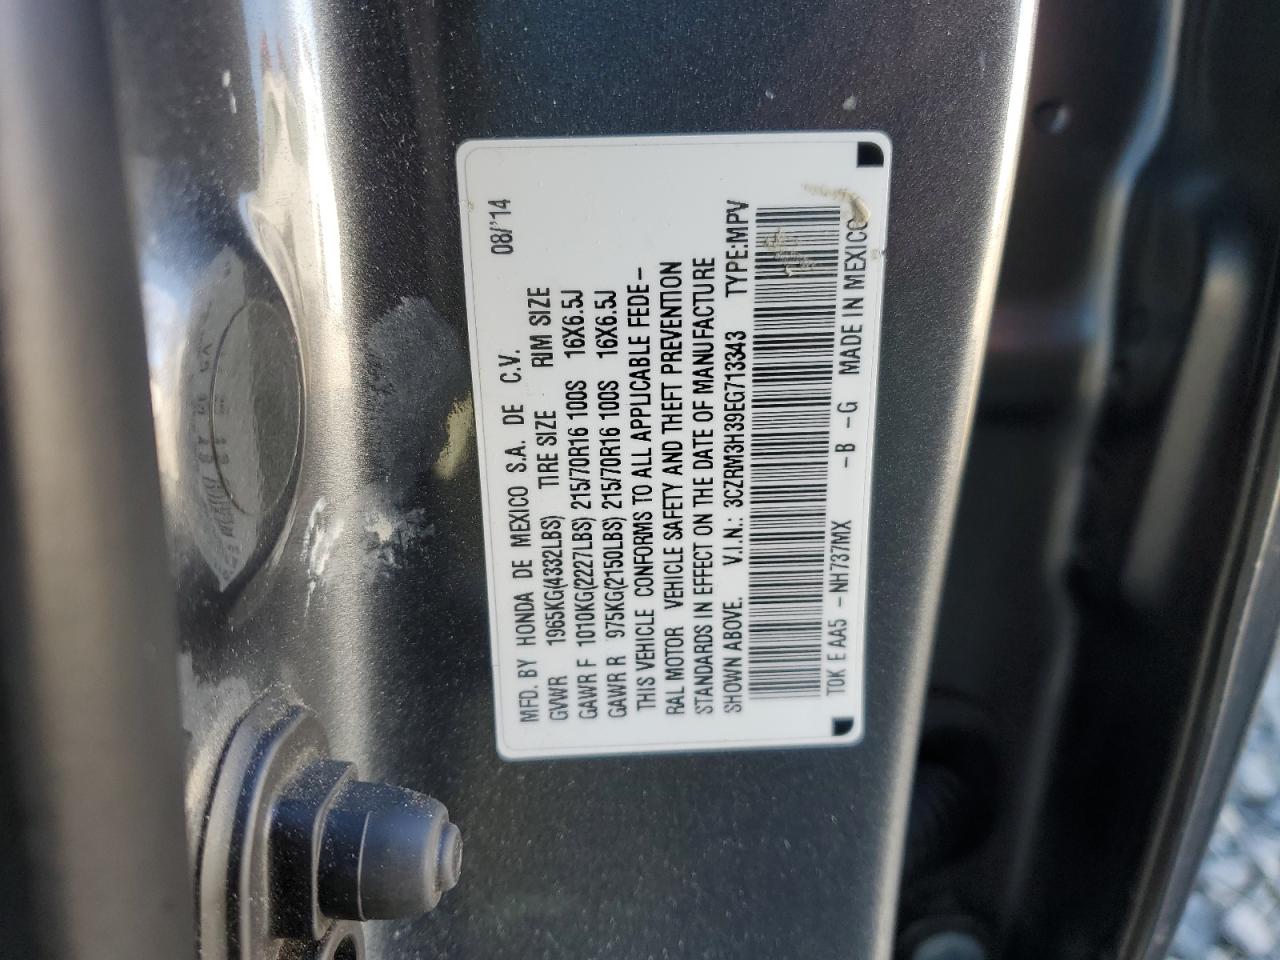 MFD. BY HONDA DE MEXICO S.A. DE C.V. 08/'14
GVWR 1965KG(4332LBS) TIRE SIZE RIM SIZE
GAWR F 1010KG(2227LBS) 215/70R16 100S 16X6.5J
GAWR R 975KG(2150LBS) 215/70R16 100S 16X6.5J
THIS VEHICLE CONFORMS TO ALL APPLICABLE FEDE-
RAL MOTOR VEHICLE SAFETY AND THEFT PREVENTION
STANDARDS IN EFFECT ON THE DATE OF MANUFACTURE
SHOWN ABOVE. V.I.N.: 3CZRM3H39EG713343 TYPE:MPV
T0K E AA5 -NH737MX -B -G MADE IN MEXICO